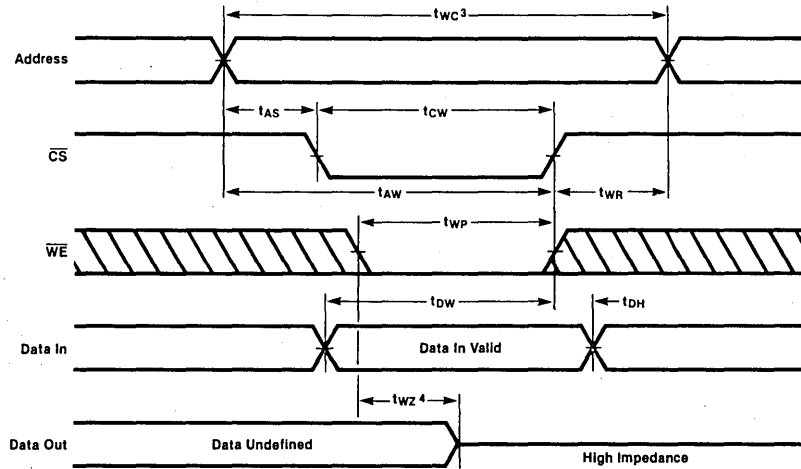 tWC3
Address
tAS
tCW
CS
tAW
tWR
tWP
WE
tDW
tDH
Data In
Data In Valid
tWZ4
Data Out
Data Undefined
High Impedance